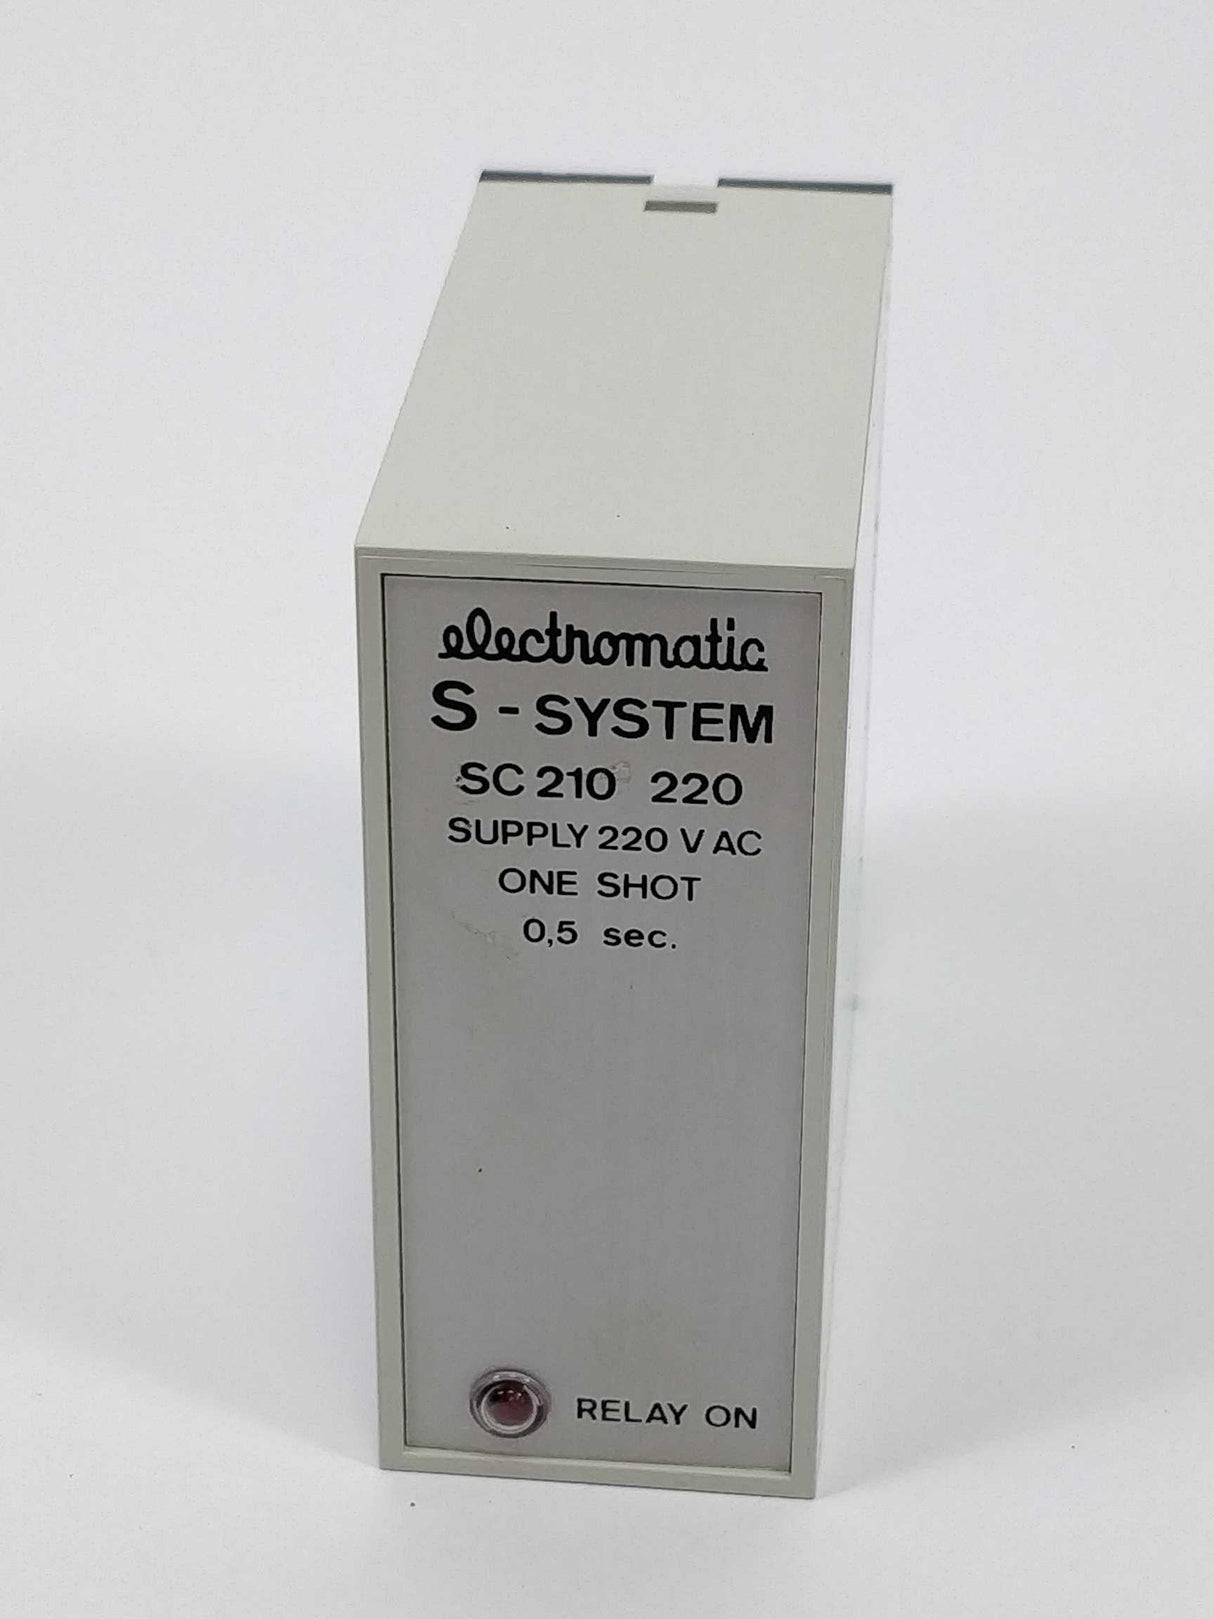 electromatic
S - SYSTEM
SC 210 220
SUPPLY 220 V AC
ONE SHOT
0,5 sec.
RELAY ON